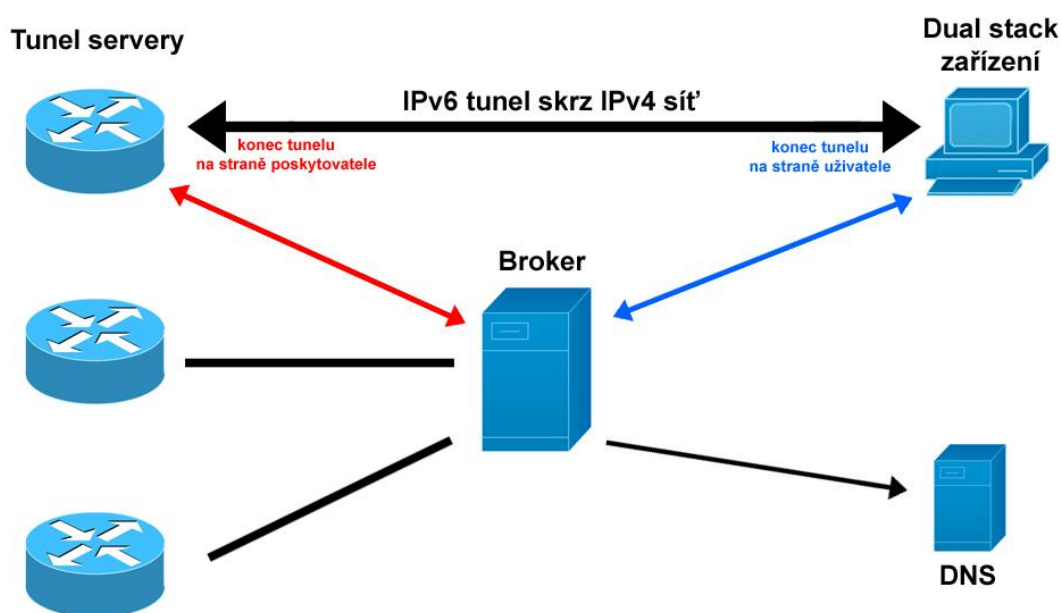 Tunel servery
Dual stack
zařízení
IPv6 tunel skrz IPv4 síť
konec tunelu
na straně poskytovatele
konec tunelu
na straně uživatele
Broker
DNS